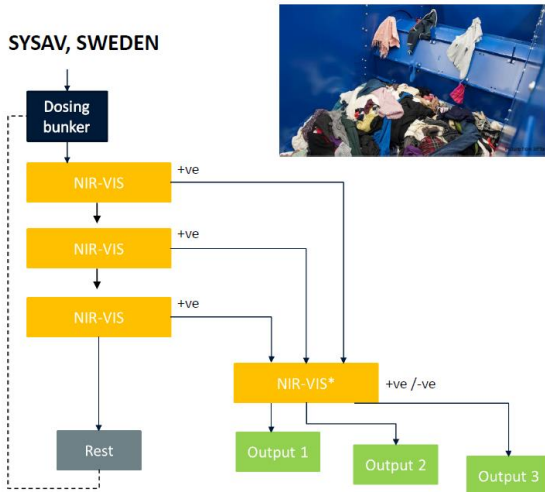 SYSAV, SWEDEN
Dosing
bunker
NIR-VIS
+ve
NIR-VIS
+ve
NIR-VIS
+ve
NIR-VIS*
+ve /-ve
Rest
Output 1
Output 2
Output 3